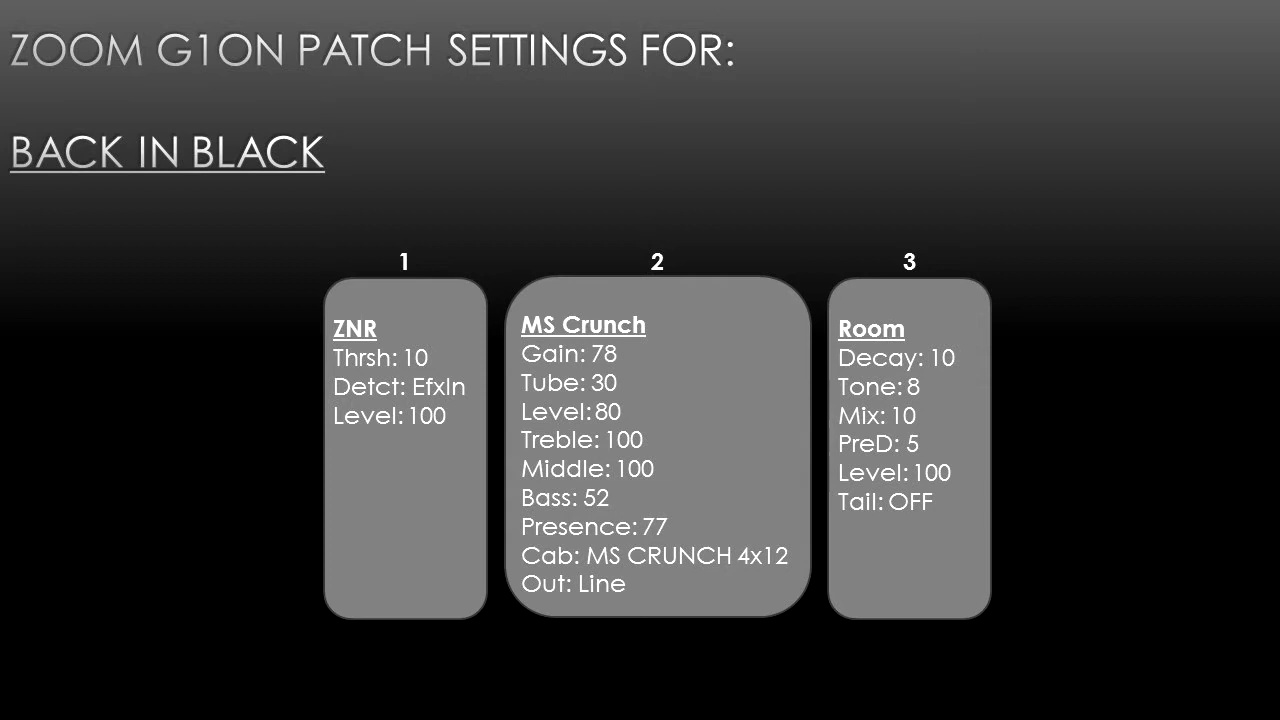 ZOOM G1ON PATCH SETTINGS FOR:
BACK IN BLACK
1
ZNR
Thrsh: 10
Detct: EfxIn
Level: 100
2
MS Crunch
Gain: 78
Tube: 30
Level: 80
Treble: 100
Middle: 100
Bass: 52
Presence: 77
Cab: MS CRUNCH 4x12
Out: Line
3
Room
Decay: 10
Tone: 8
Mix: 10
PreD: 5
Level: 100
Tail: OFF